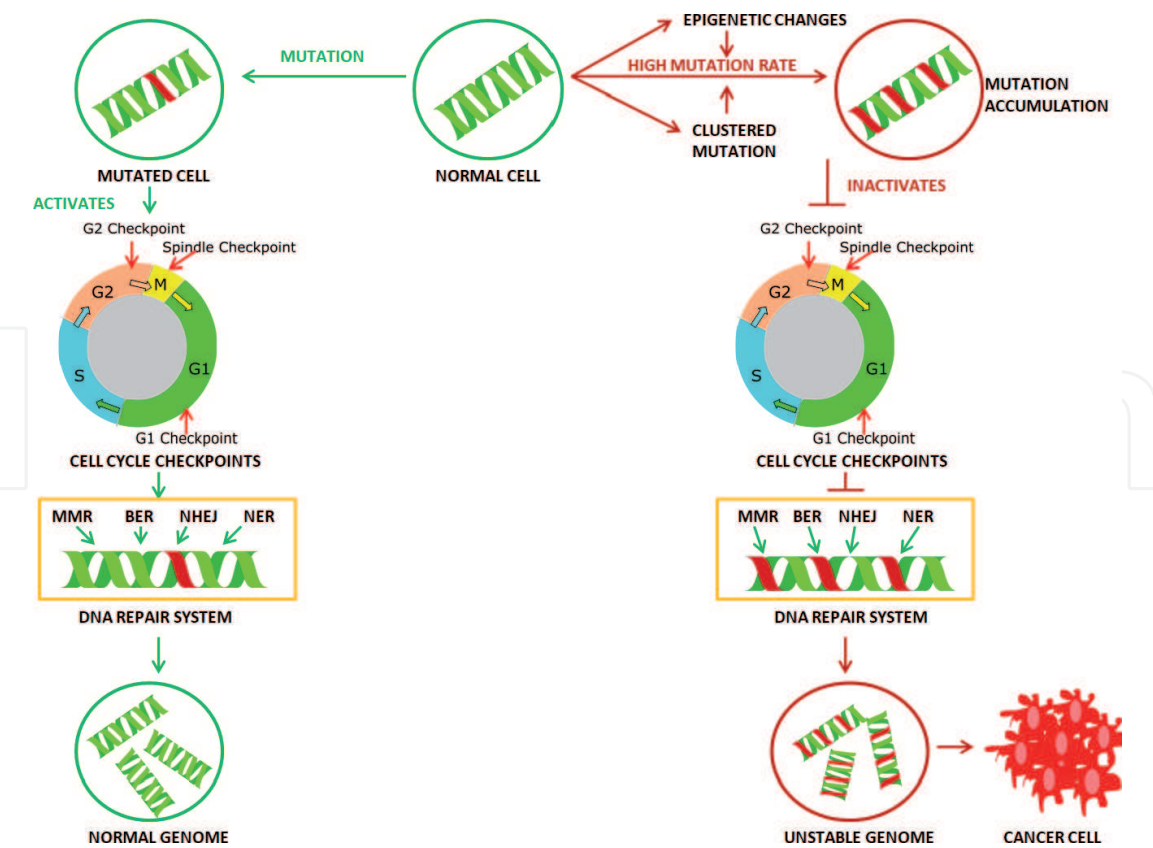 EPIGENETIC CHANGES
MUTATION
HIGH MUTATION RATE
MUTATION
ACCUMULATION
CLUSTERED
MUTATION
MUTATED CELL
NORMAL CELL
ACTIVATES
INACTIVATES
G2 Checkpoint
Spindle Checkpoint
G2
M
S
G1
G1 Checkpoint
CELL CYCLE CHECKPOINTS
MMR BER NHEJ NER
DNA REPAIR SYSTEM
NORMAL GENOME
G2 Checkpoint
Spindle Checkpoint
G2
M
S
G1
G1 Checkpoint
CELL CYCLE CHECKPOINTS
MMR BER NHEJ NER
DNA REPAIR SYSTEM
UNSTABLE GENOME
CANCER CELL